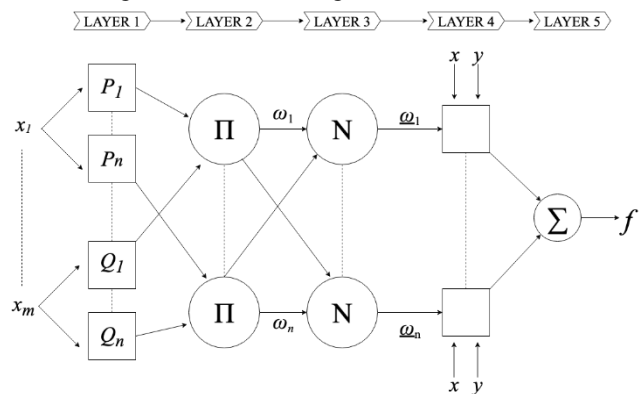 LAYER 1 LAYER 2 LAYER 3 LAYER 4 LAYER 5
x y
P1 Π ω1 N ω1
x1
Pn
Σ f
Q1
xm Π ωn N ωn
Qn
x y